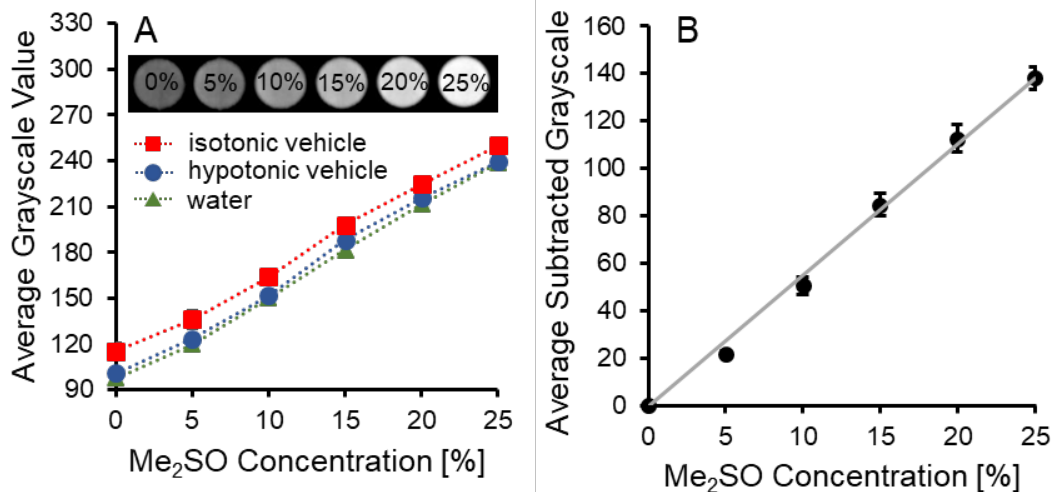 A
Average Grayscale Value
330
300
270
240
210
180
150
120
90
0% 5% 10% 15% 20% 25%
isotonic vehicle
hypotonic vehicle
water
0 5 10 15 20 25
Me₂SO Concentration [%]
B
Average Subtracted Grayscale
160
140
120
100
80
60
40
20
0
0 5 10 15 20 25
Me₂SO Concentration [%]